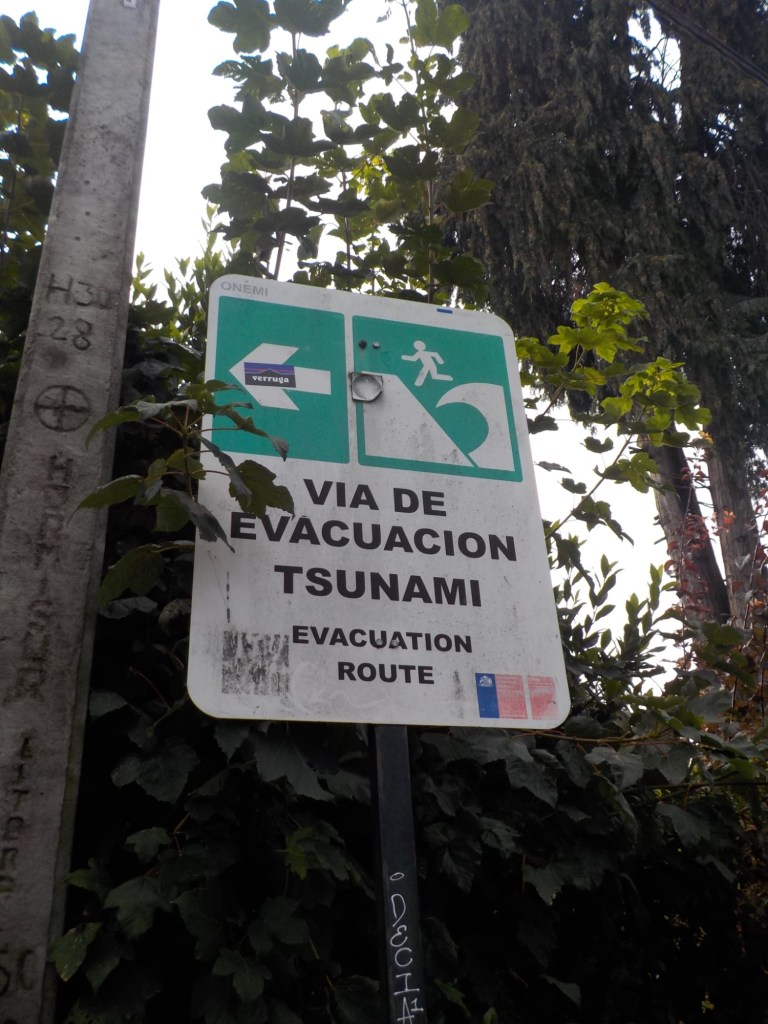 ONEMI
verruga
VIA DE
EVACUACION
TSUNAMI
EVACUATION
ROUTE
H30
28